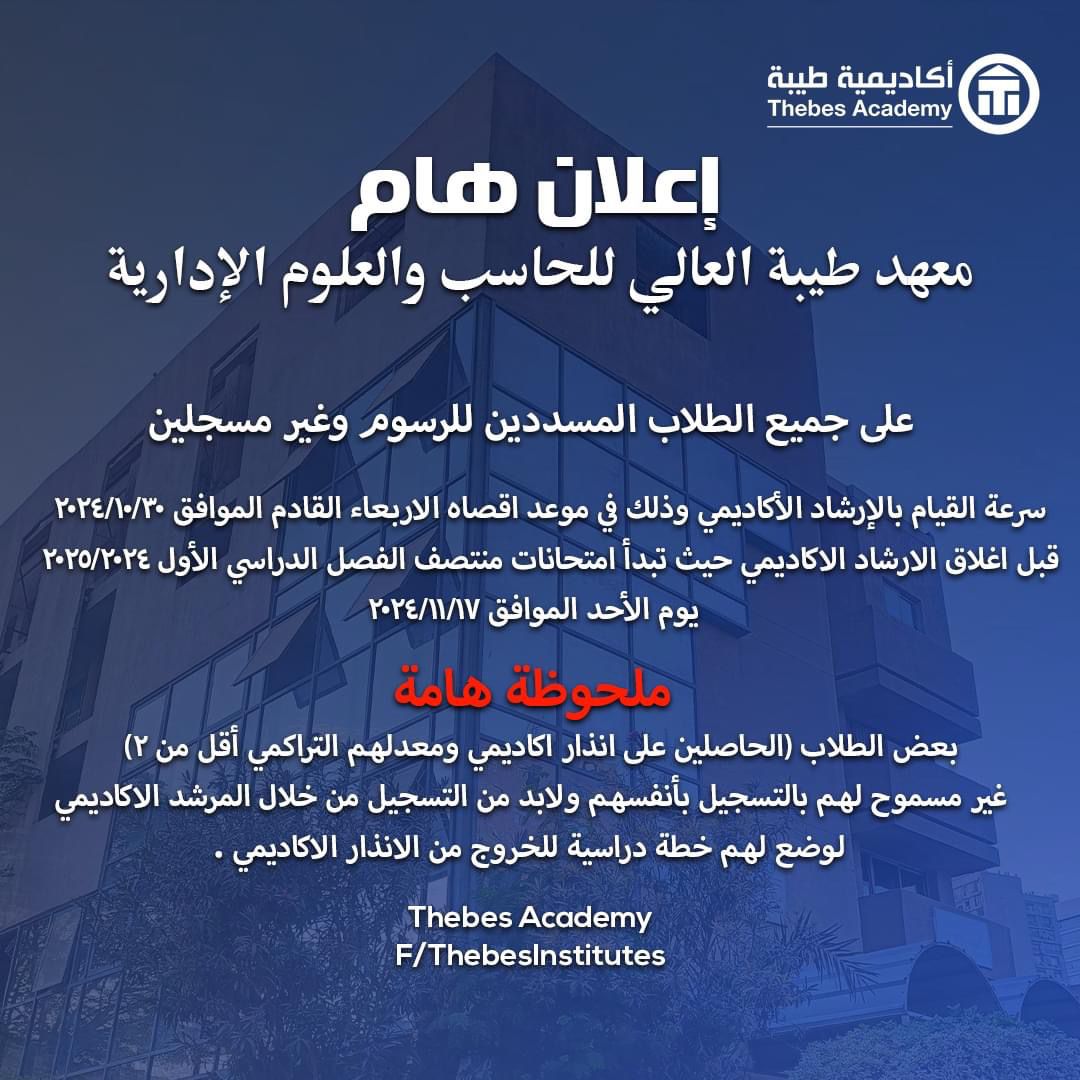 أكاديمية طيبة
Thebes Academy
إعلان هام
معهد طيبة العالي للحاسب والعلوم الإدارية
على جميع الطلاب المسددين للرسوم وغير مسجلين
سرعة القيام بالإرشاد الأكاديمي وذلك في موعد اقصاه الاربعاء القادم الموافق ٢٠٢٤/١٠/٣٠
قبل اغلاق الارشاد الاكاديمي حيث تبدأ امتحانات منتصف الفصل الدراسي الأول ٢٠٢٥/٢٠٢٤
يوم الأحد الموافق ٢٠٢٤/١١/١٧
ملحوظة هامة
بعض الطلاب (الحاصلين على انذار اكاديمي ومعدلهم التراكمي أقل من ٢)
غير مسموح لهم بالتسجيل بأنفسهم ولابد من التسجيل من خلال المرشد الاكاديمي
لوضع لهم خطة دراسية للخروج من الانذار الاكاديمي .
Thebes Academy
F/ThebesInstitutes